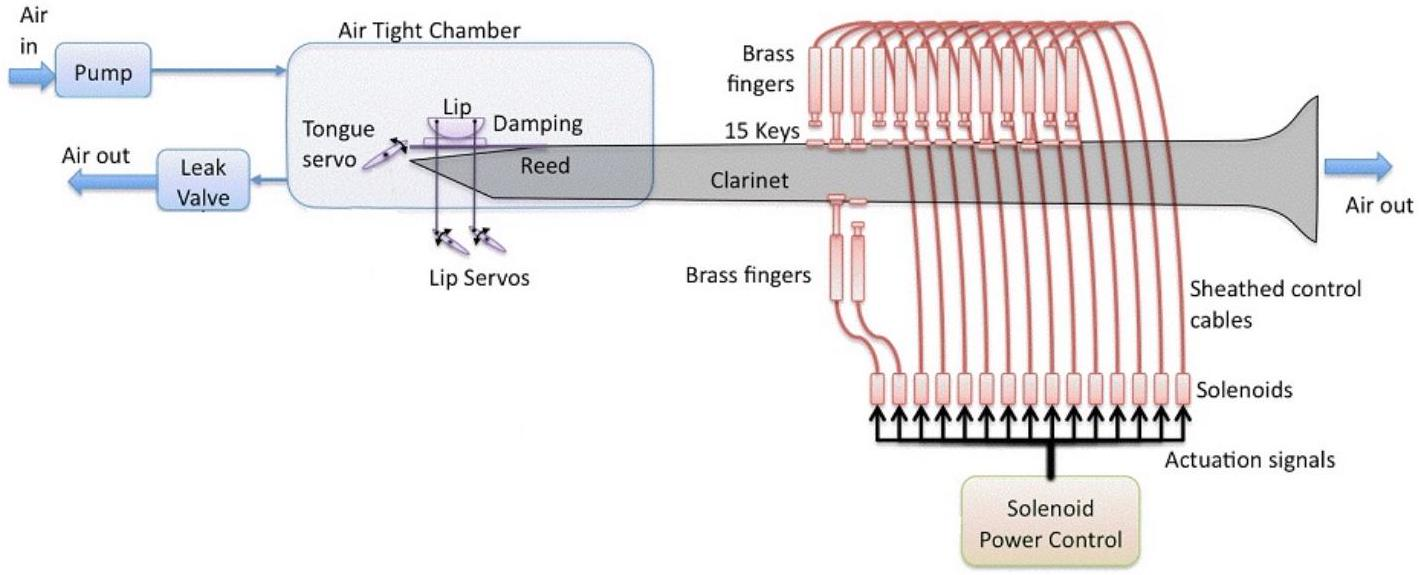 Air
in
Pump
Air Tight Chamber
Lip
Damping
Tongue
servo
Reed
Air out
Leak
Valve
Lip Servos
Brass
fingers
15 Keys
Clarinet
Air out
Brass fingers
Sheathed control
cables
Solenoids
Actuation signals
Solenoid
Power Control